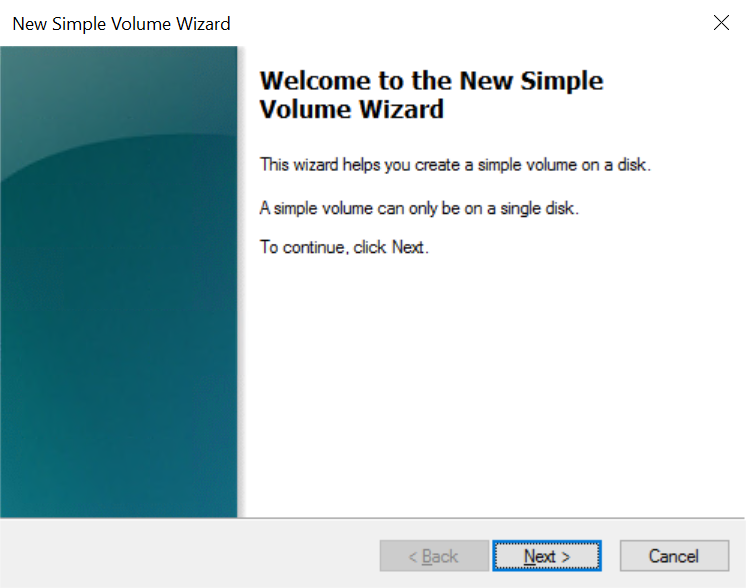 New Simple Volume Wizard
Welcome to the New Simple
Volume Wizard
This wizard helps you create a simple volume on a disk.
A simple volume can only be on a single disk.
To continue, click Next.
< Back
Next >
Cancel